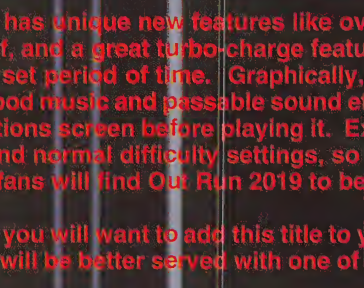 has unique new features like ov
f, and a great turbo-charge featu
set period of time.  Graphically,
ood music and passable sound e
tions screen before playing it.  E
nd normal difficulty settings, so
fans will find Out Run 2019 to be
you will want to add this title to y
will be better served with one of